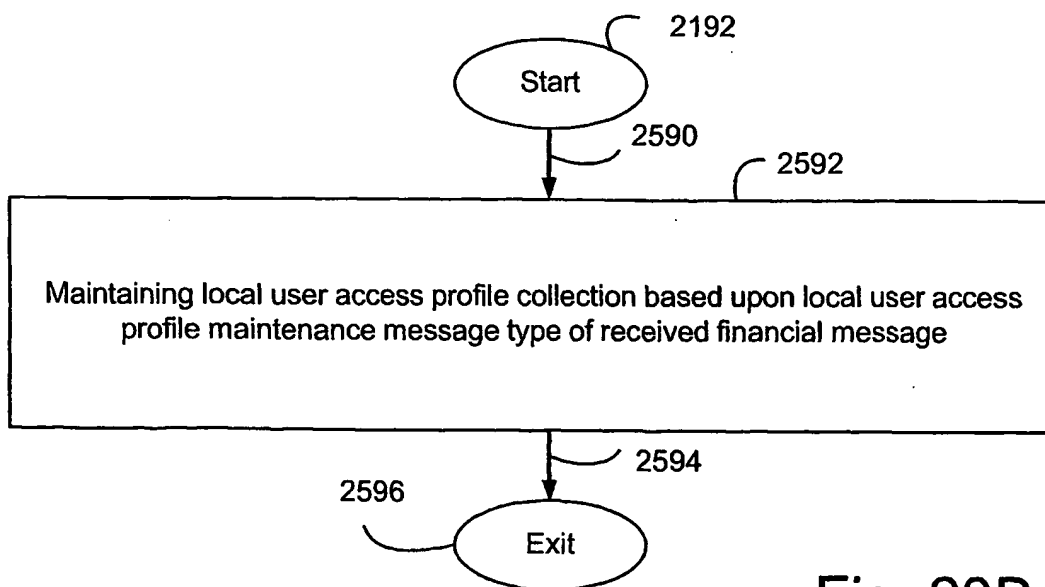 2192
Start
2590
2592
Maintaining local user access profile collection based upon local user access
profile maintenance message type of received financial message
2594
2596
Exit